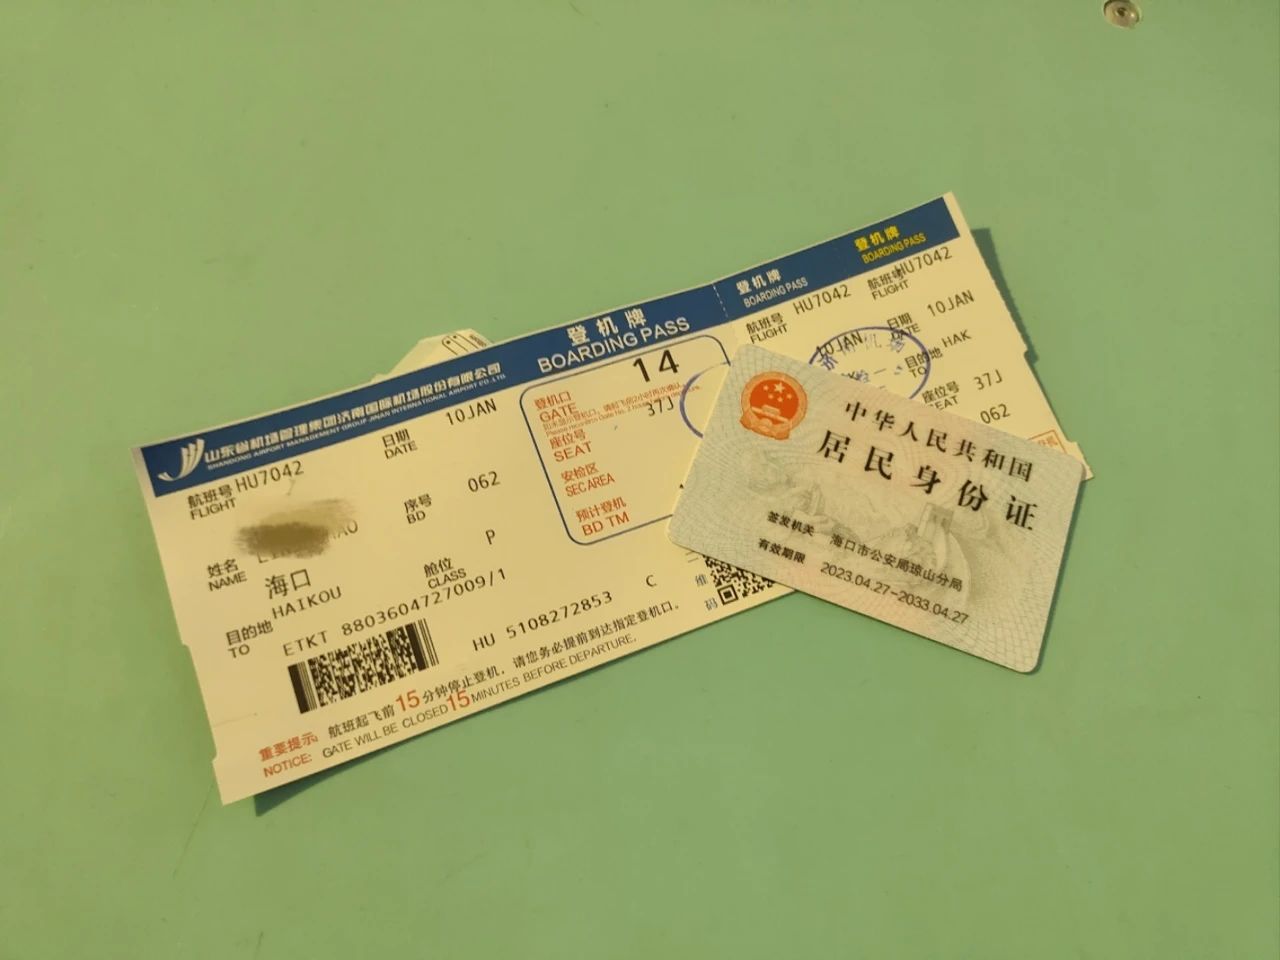 山东省机场管理集团济南国际机场股份有限公司
SHANDONG AIRPORT MANAGEMENT GROUP JINAN INTERNATIONAL AIRPORT CO.,LTD.
登机牌
BOARDING PASS
航班号 HU7042
FLIGHT
日期 10JAN
DATE
姓名
NAME
序号 062
BD
目的地 海口
TO HAIKOU
舱位 P
CLASS
ETKT 8803604727009/1
HU 5108272853 C
登机口 14
GATE
座位号 37J
SEAT
安检区
SEC AREA
预计登机
BD TM
二维码
重要提示: 航班起飞前15分钟停止登机,请您务必提前到达指定登机口。
NOTICE: GATE WILL BE CLOSED 15 MINUTES BEFORE DEPARTURE.
登机牌
BOARDING PASS
航班号 HU7042
FLIGHT
10JAN
登机牌
BOARDING PASS
航班号 HU7042
FLIGHT
日期 10JAN
DATE
目的地 HAK
TO
座位号 37J
SEAT
062
中华人民共和国
居民身份证
签发机关 海口市公安局琼山分局
有效期限 2023.04.27-2033.04.27